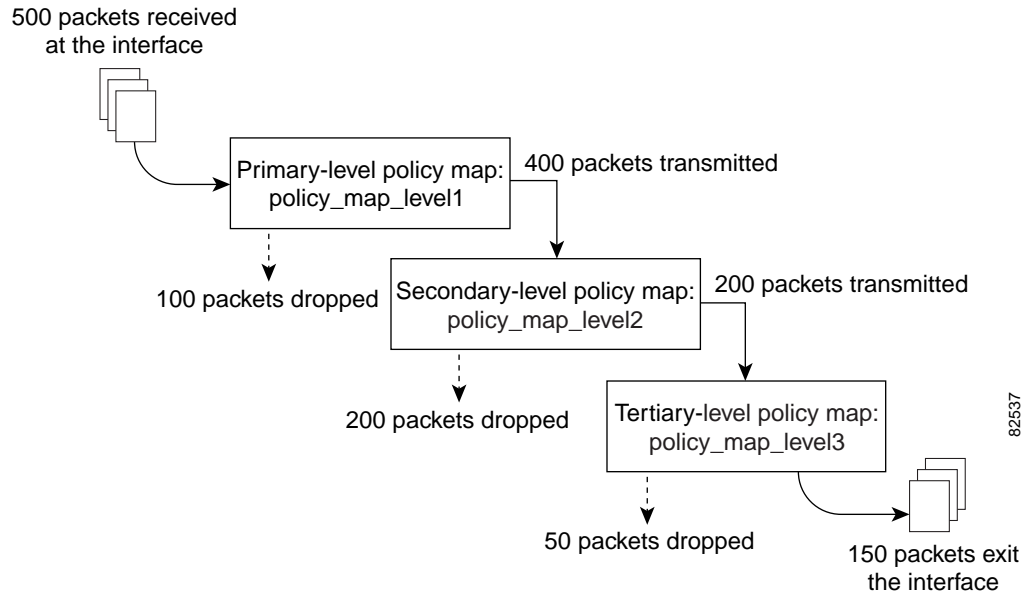 500 packets received
at the interface
Primary-level policy map:
policy_map_level1
400 packets transmitted
100 packets dropped
Secondary-level policy map:
policy_map_level2
200 packets transmitted
200 packets dropped
Tertiary-level policy map:
policy_map_level3
82537
50 packets dropped
150 packets exit
the interface